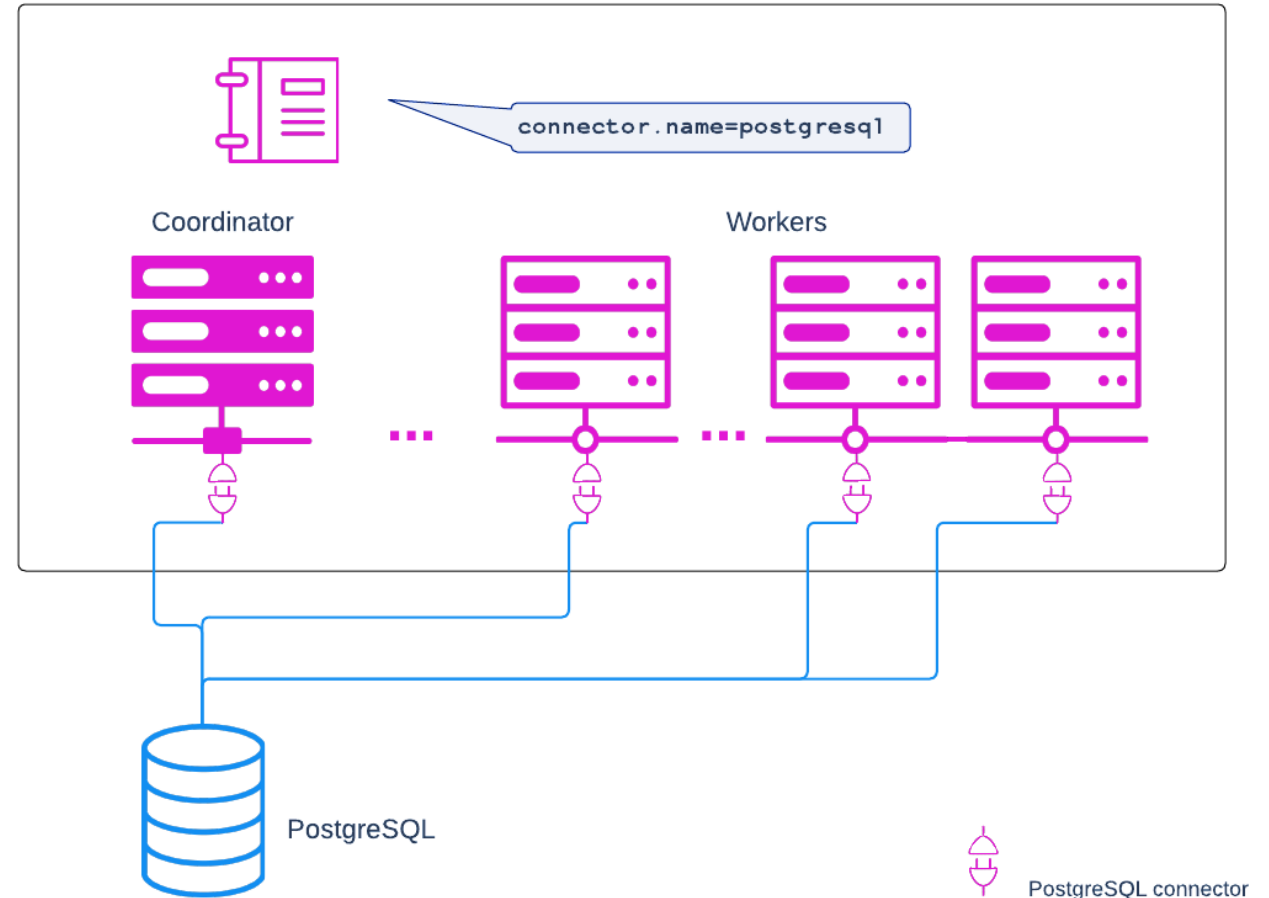 connector.name=postgresql
Coordinator
Workers
PostgreSQL
PostgreSQL connector